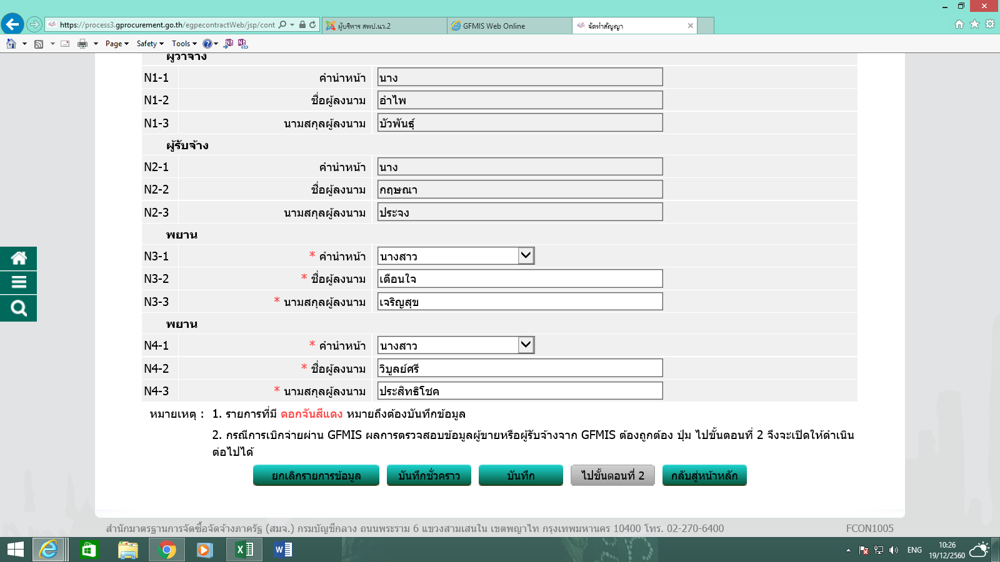 https://process3.gprocurement.go.th/egpecontractWeb/jsp/cont
ผู้บริหาร สพป.นว.2
GFMIS Web Online
จัดทำสัญญา
Page
Safety
Tools
ผู้ว่าจ้าง
N1-1 คำนำหน้า นาง
N1-2 ชื่อผู้ลงนาม อำไพ
N1-3 นามสกุลผู้ลงนาม บัวพันธุ์
ผู้รับจ้าง
N2-1 คำนำหน้า นาง
N2-2 ชื่อผู้ลงนาม กฤษณา
N2-3 นามสกุลผู้ลงนาม ประจง
พยาน
N3-1 * คำนำหน้า นางสาว
N3-2 * ชื่อผู้ลงนาม เตือนใจ
N3-3 * นามสกุลผู้ลงนาม เจริญสุข
พยาน
N4-1 * คำนำหน้า นางสาว
N4-2 * ชื่อผู้ลงนาม วิบูลย์ศรี
N4-3 * นามสกุลผู้ลงนาม ประสิทธิโชค
หมายเหตุ : 1. รายการที่มี ดอกจันสีแดง หมายถึงต้องบันทึกข้อมูล
2. กรณีการเบิกจ่ายผ่าน GFMIS ผลการตรวจสอบข้อมูลผู้ขายหรือผู้รับจ้างจาก GFMIS ต้องถูกต้อง ปุ่ม ไปขั้นตอนที่ 2 จึงจะเปิดให้ดำเนิน
ต่อไปได้
ยกเลิกรายการข้อมูล บันทึกชั่วคราว บันทึก ไปขั้นตอนที่ 2 กลับสู่หน้าหลัก
สำนักมาตรฐานการจัดซื้อจัดจ้างภาครัฐ (สมจ.) กรมบัญชีกลาง ถนนพระราม 6 แขวงสามเสนใน เขตพญาไท กรุงเทพมหานคร 10400 โทร. 02-270-6400 FCON1005
ENG
10:26
19/12/2560